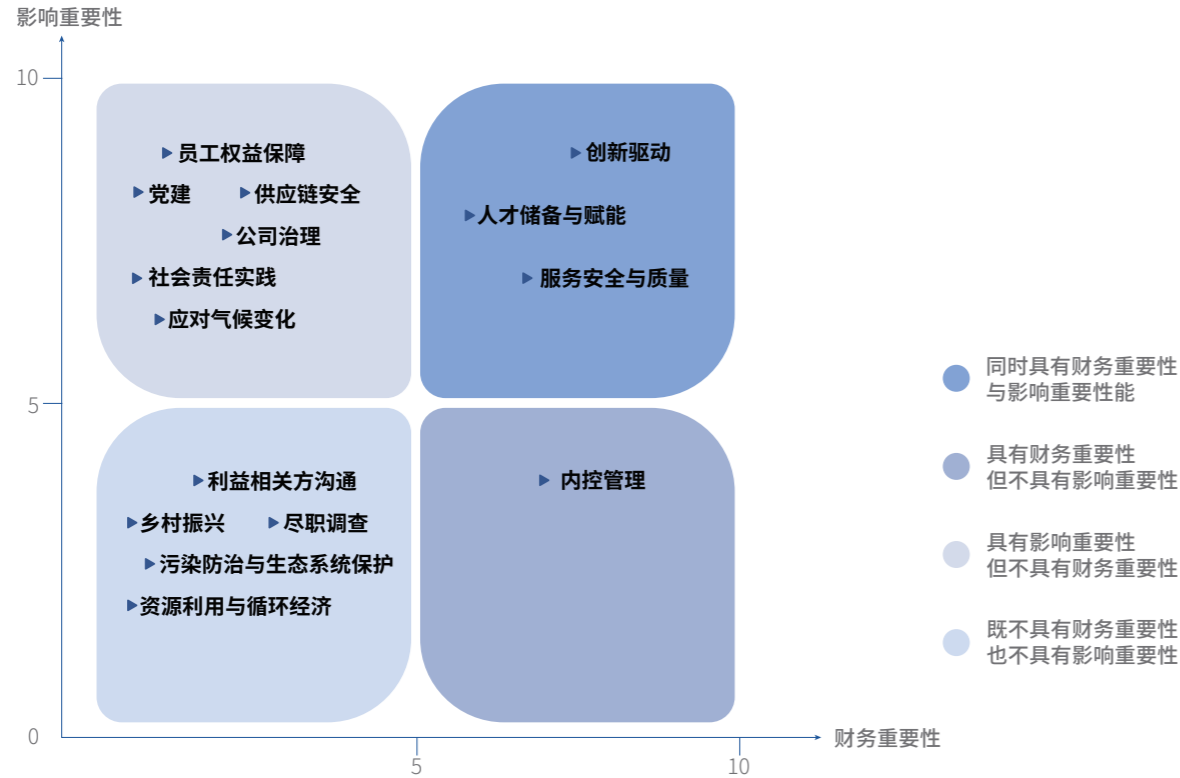 影响重要性
10
员工权益保障
党建
供应链安全
公司治理
社会责任实践
应对气候变化
创新驱动
人才储备与赋能
服务安全与质量
5
利益相关方沟通
乡村振兴
尽职调查
污染防治与生态系统保护
资源利用与循环经济
内控管理
0
5
10
财务重要性
同时具有财务重要性
与影响重要性能
具有财务重要性
但不具有影响重要性
具有影响重要性
但不具有财务重要性
既不具有财务重要性
也不具有影响重要性